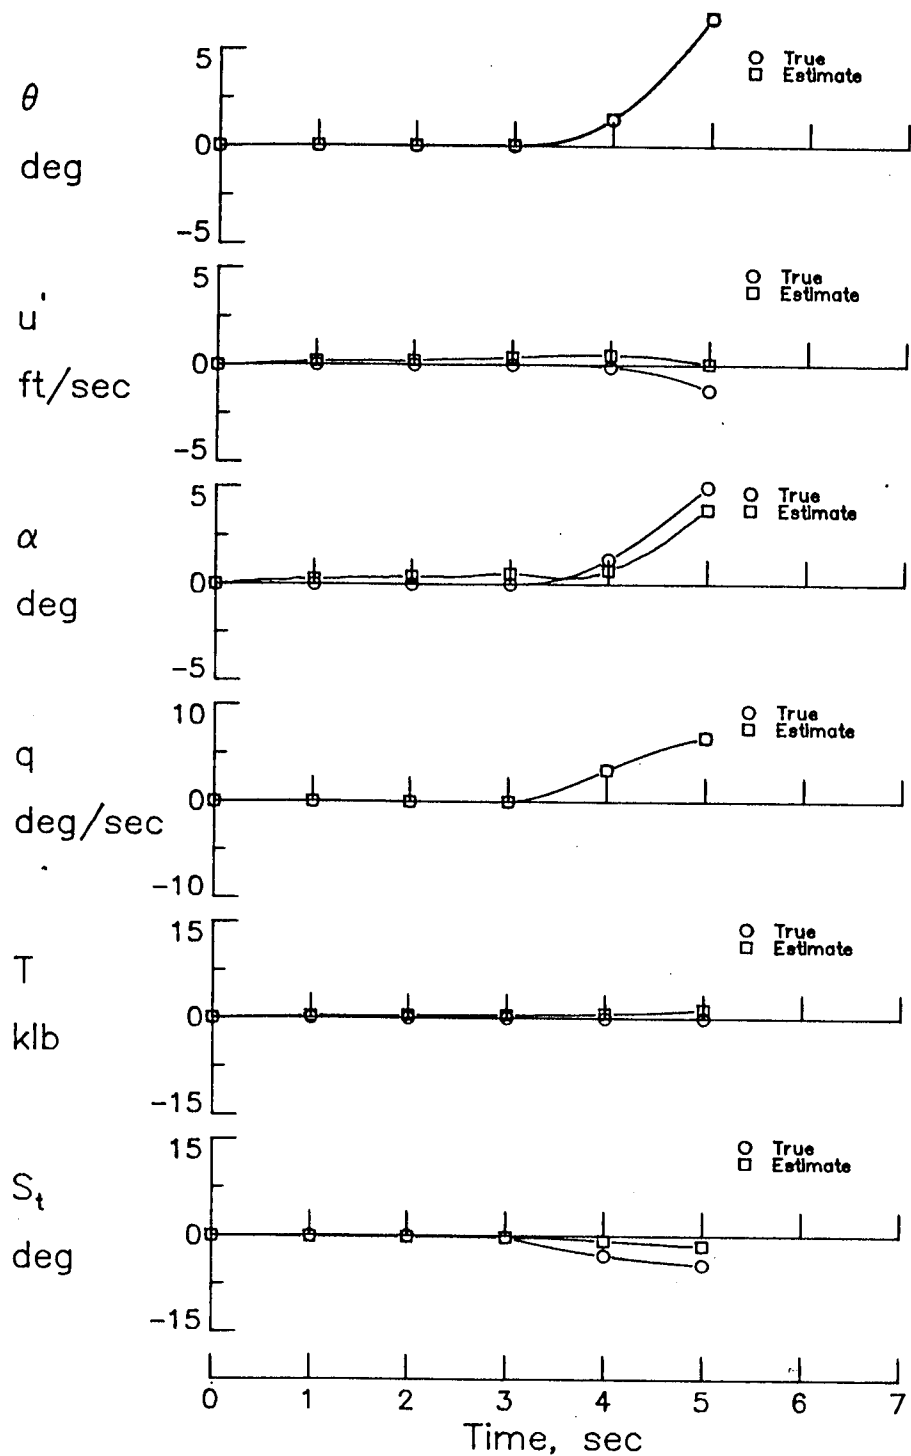 5
○ True
□ Estimate
θ
deg
0
-5
5
○ True
□ Estimate
u'
ft/sec
0
-5
5
○ True
□ Estimate
α
deg
0
-5
10
○ True
□ Estimate
q
deg/sec
0
-10
15
○ True
□ Estimate
T
klb
0
-15
15
○ True
□ Estimate
St
deg
0
-15
0 1 2 3 4 5 6 7
Time, sec